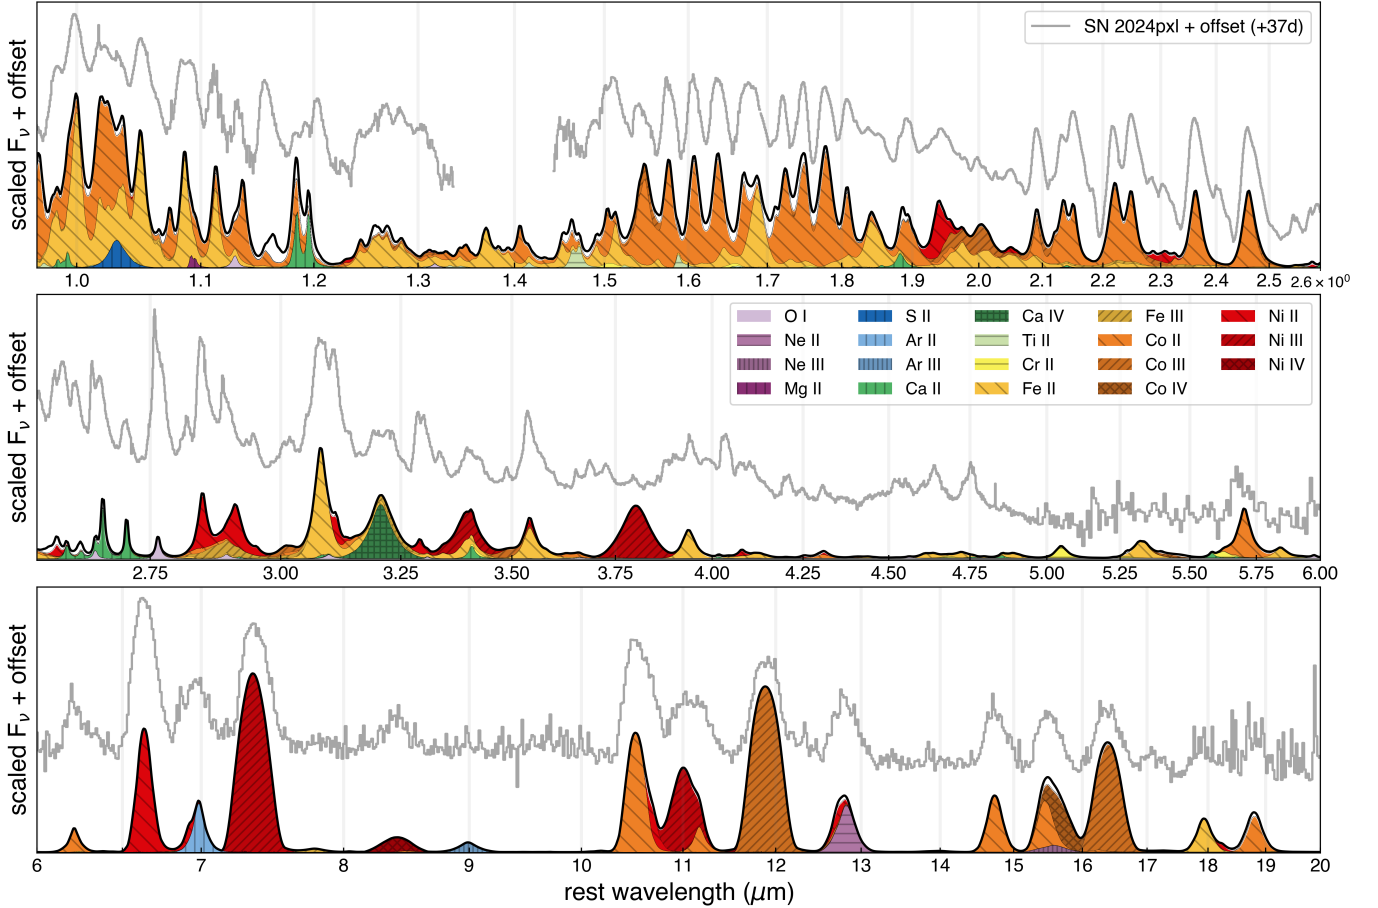 SN 2024pxl + offset (+37d)
scaled Fν + offset
1.0 1.1 1.2 1.3 1.4 1.5 1.6 1.7 1.8 1.9 2.0 2.1 2.2 2.3 2.4 2.5 2.6 × 10⁰
O I S II Ca IV Fe III Ni II
Ne II Ar II Ti II Co II Ni III
Ne III Ar III Cr II Co III Ni IV
Mg II Ca II Fe II Co IV
scaled Fν + offset
2.75 3.00 3.25 3.50 3.75 4.00 4.25 4.50 4.75 5.00 5.25 5.50 5.75 6.00
scaled Fν + offset
6 7 8 9 10 11 12 13 14 15 16 17 18 19 20
rest wavelength (μm)